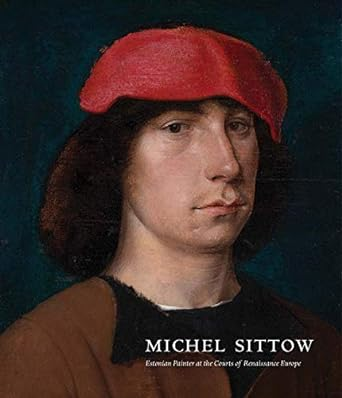 MICHEL SITTOW
Estonian Painter at the Courts of Renaissance Europe